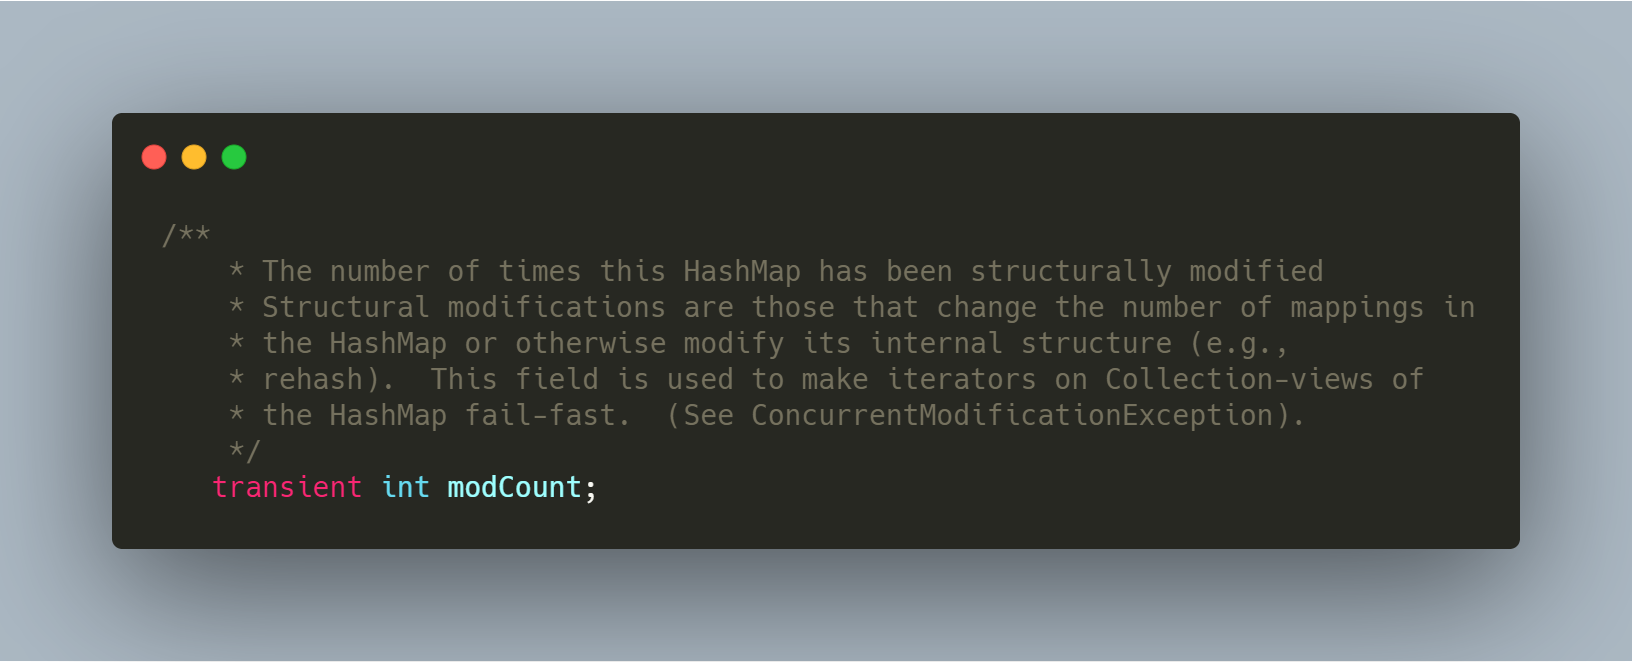 /**
* The number of times this HashMap has been structurally modified
* Structural modifications are those that change the number of mappings in
* the HashMap or otherwise modify its internal structure (e.g.,
* rehash).  This field is used to make iterators on Collection-views of
* the HashMap fail-fast.  (See ConcurrentModificationException).
*/
transient int modCount;